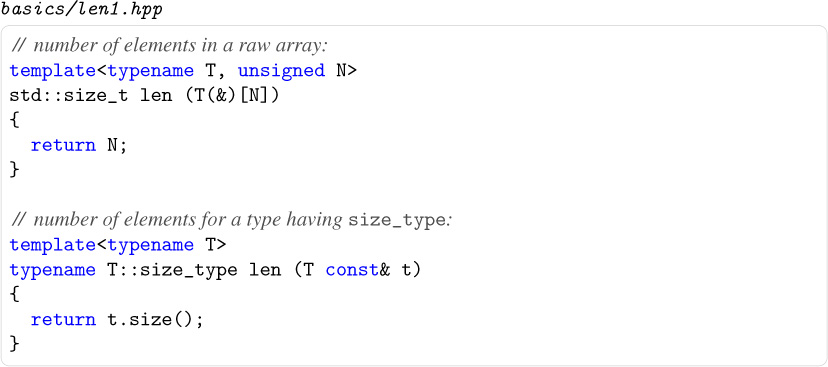 basics/len1.hpp
// number of elements in a raw array:
template<typename T, unsigned N>
std::size_t len (T(&)[N])
{
  return N;
}

// number of elements for a type having size_type:
template<typename T>
typename T::size_type len (T const& t)
{
  return t.size();
}